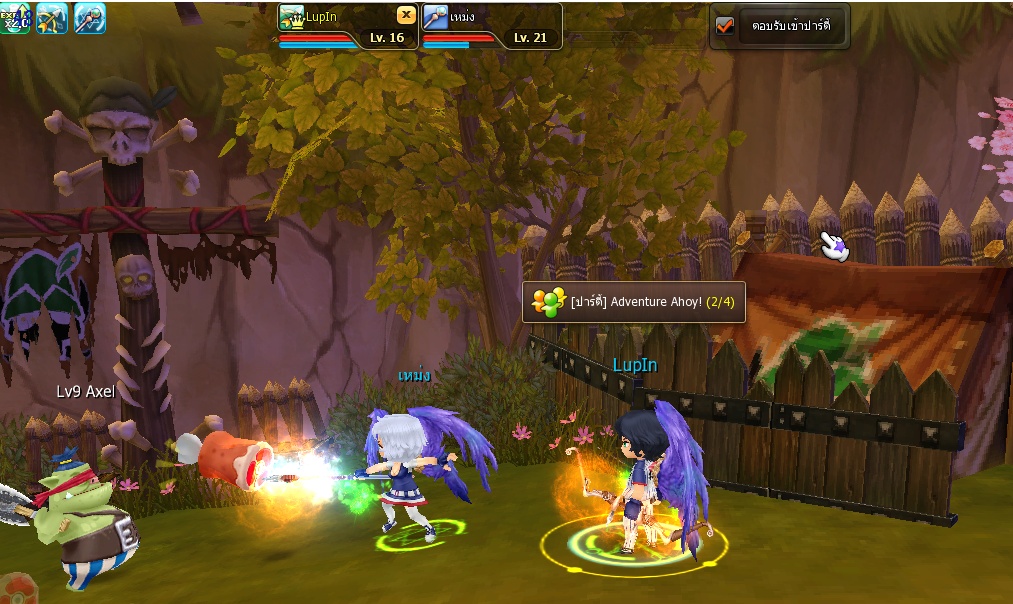 EXP
x2.0
LupIn
Lv. 16
เหม่ง
Lv. 21
ตอบรับเข้าปาร์ตี้
[ปาร์ตี้] Adventure Ahoy! (2/4)
LupIn
เหม่ง
Lv9 Axel
E